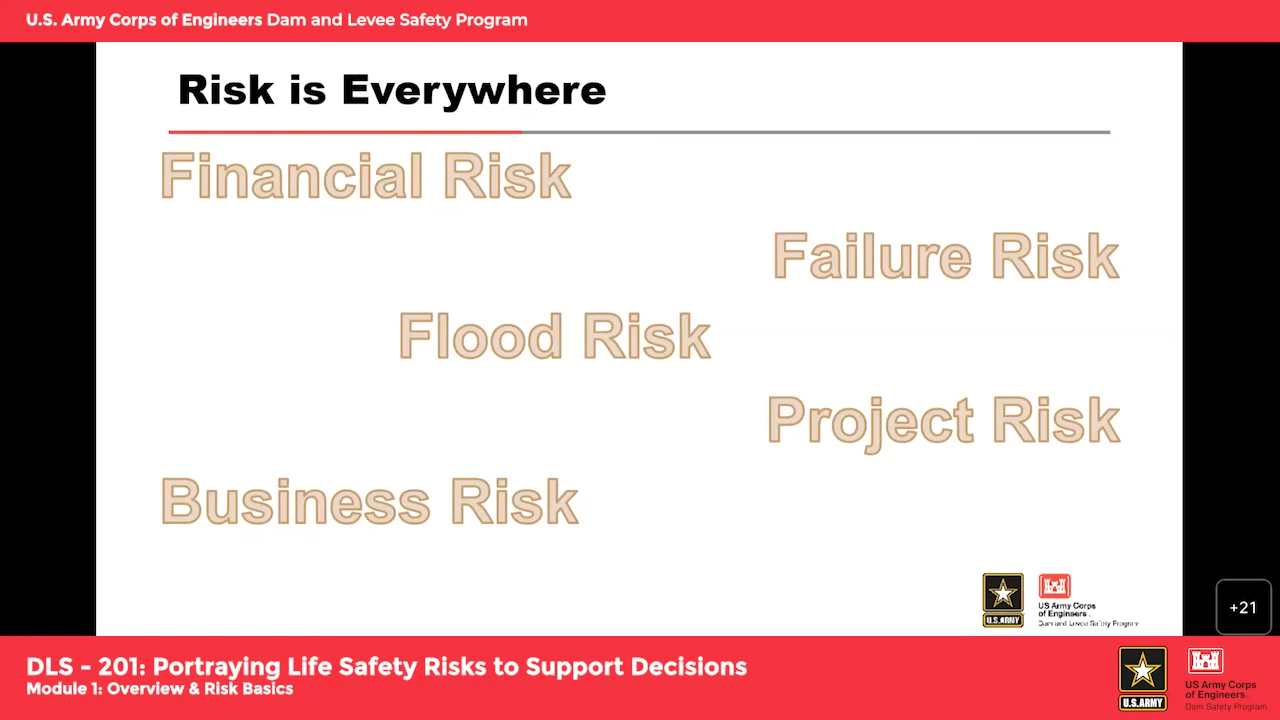 U.S. Army Corps of Engineers Dam and Levee Safety Program
Risk is Everywhere
Financial Risk
Failure Risk
Flood Risk
Project Risk
Business Risk
U.S.ARMY
US Army Corps
of Engineers.
Dam and Levee Safety Program
+21
DLS - 201: Portraying Life Safety Risks to Support Decisions
Module 1: Overview & Risk Basics
U.S.ARMY
US Army Corps
of Engineers.
Dam Safety Program